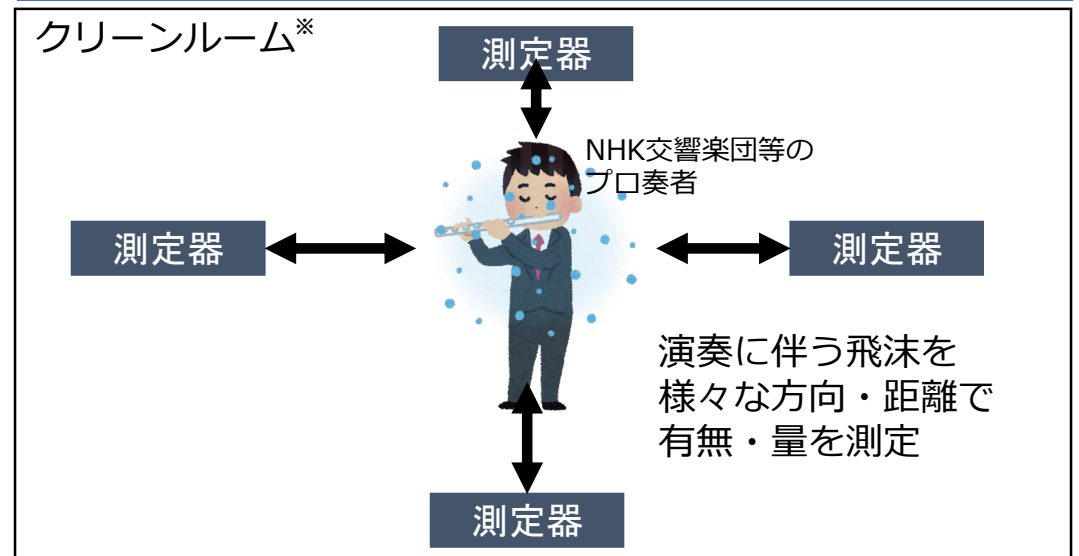 クリーンルーム※
測定器
NHK交響楽団等の
プロ奏者
測定器
測定器
演奏に伴う飛沫を
様々な方向・距離で
有無・量を測定
測定器